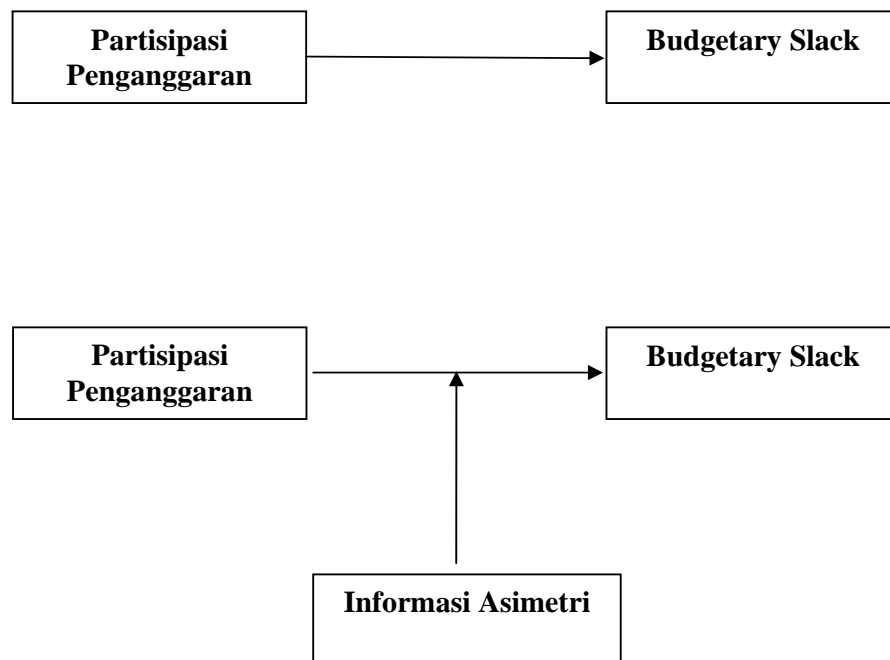 Partisipasi
Penganggaran
Budgetary Slack
Partisipasi
Penganggaran
Budgetary Slack
Informasi Asimetri